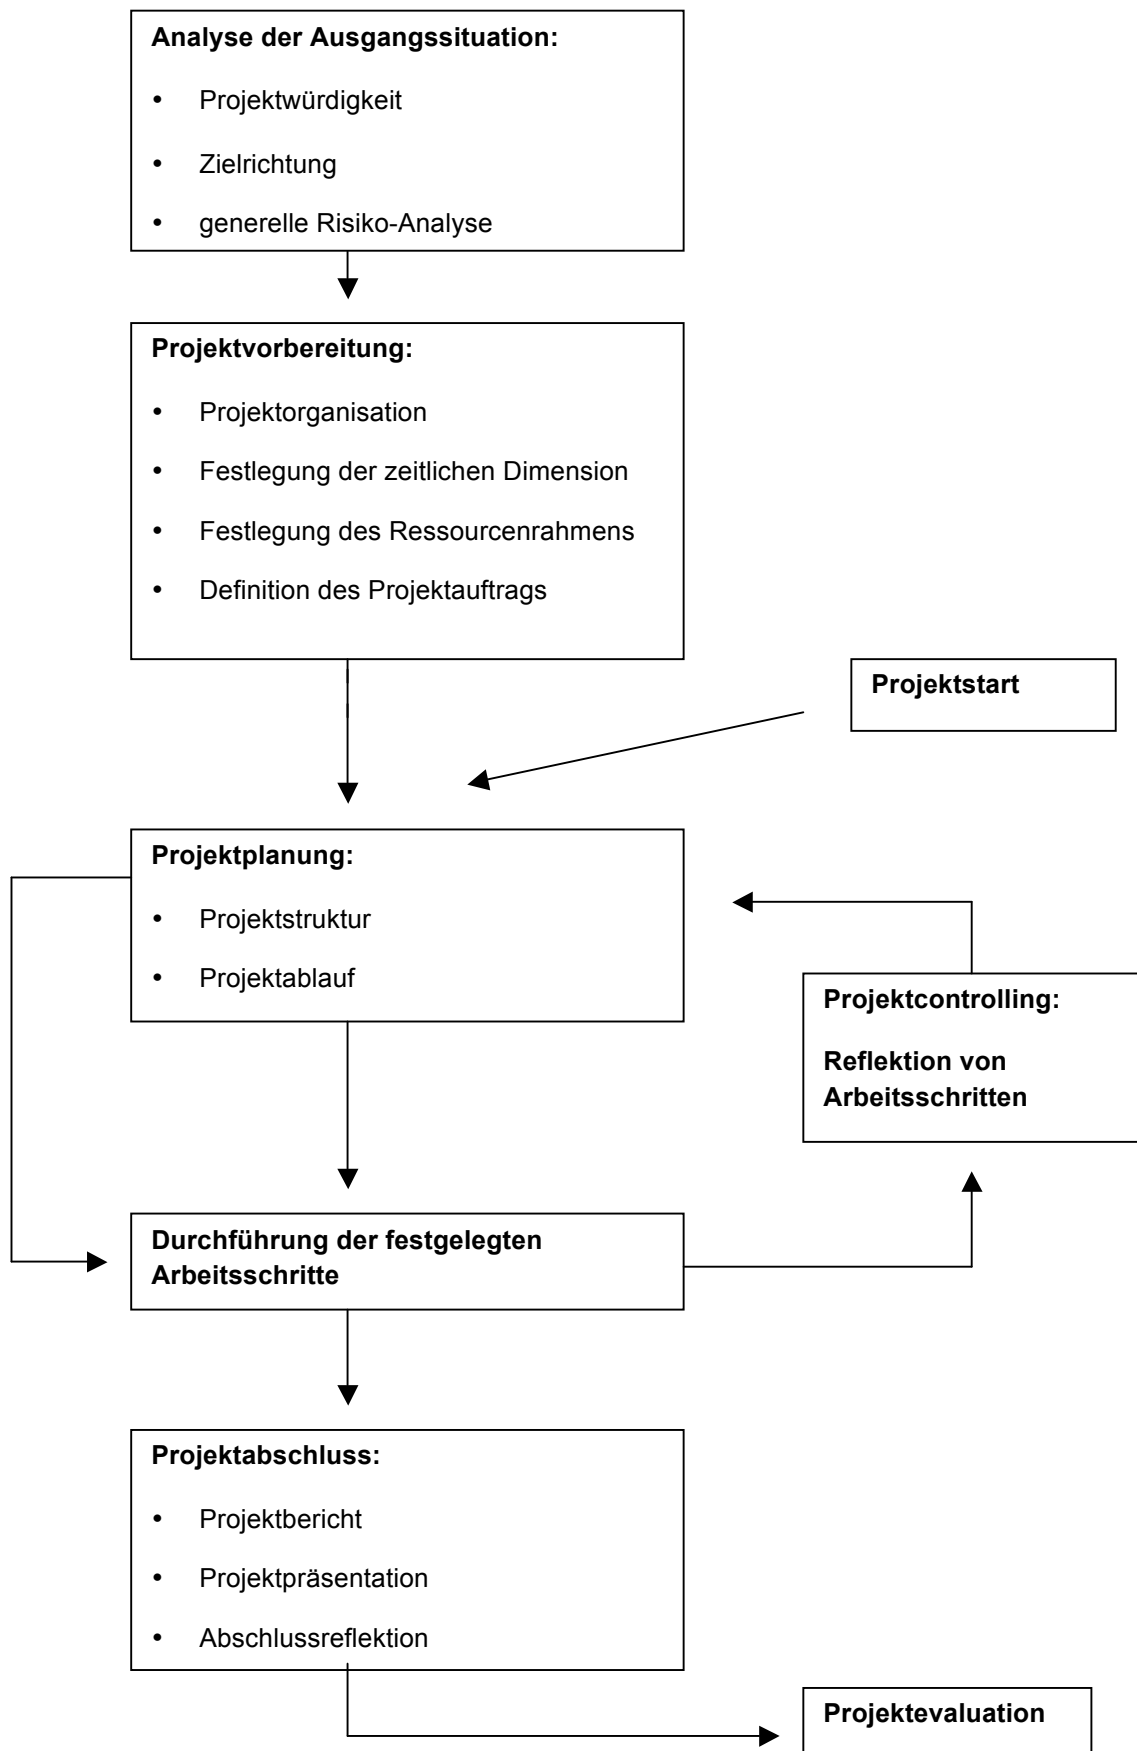 Analyse der Ausgangssituation:
• Projektwürdigkeit
• Zielrichtung
• generelle Risiko-Analyse
Projektvorbereitung:
• Projektorganisation
• Festlegung der zeitlichen Dimension
• Festlegung des Ressourcenrahmens
• Definition des Projektauftrags
Projektstart
Projektplanung:
• Projektstruktur
• Projektablauf
Projektcontrolling:
Reflektion von
Arbeitsschritten
Durchführung der festgelegten
Arbeitsschritte
Projektabschluss:
• Projektbericht
• Projektpräsentation
• Abschlussreflektion
Projektevaluation